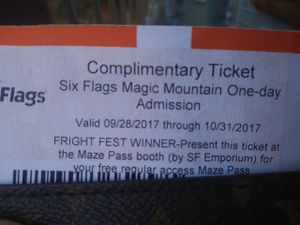 Flags
Complimentary Ticket
Six Flags Magic Mountain One-day
Admission
Valid 09/28/2017 through 10/31/2017
FRIGHT FEST WINNER-Present this ticket at
the Maze Pass booth (by SF Emporium) for
your free regular access Maze Pass